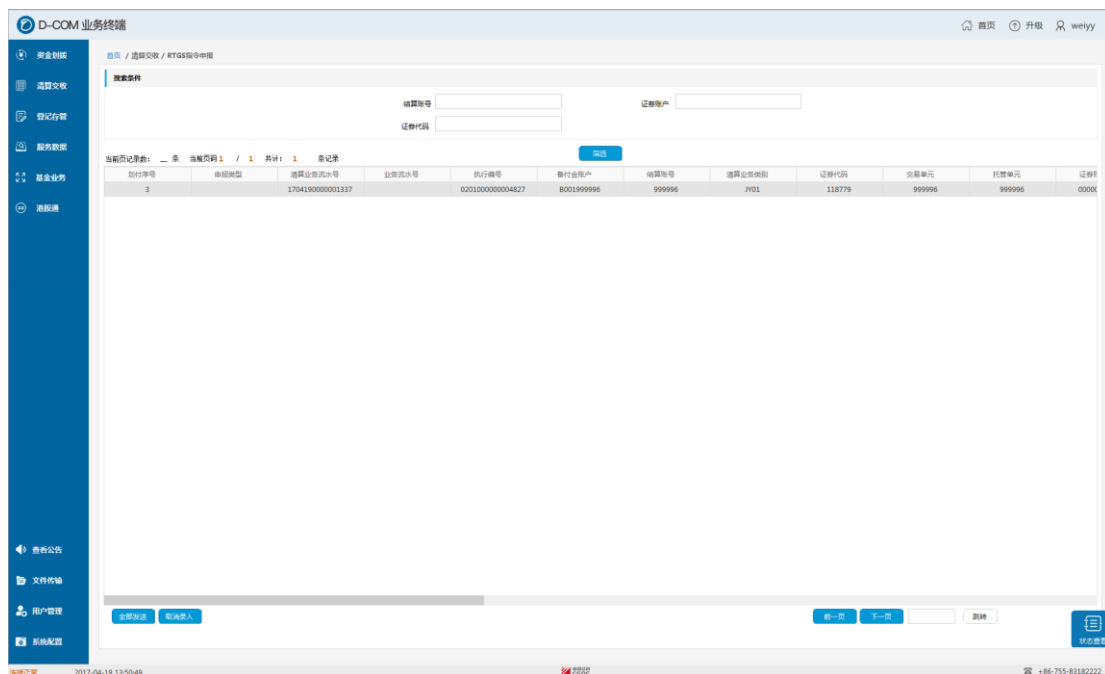 D-COM 业务终端
首页 升级 weiyy
资金划拨
清算交收
登记存管
服务数据
基金业务
港股通
查看公告
文件传输
用户管理
系统配置
首页 / 清算交收 / RTGS指令申报
搜索条件
结算账号 证券账户
证券代码
筛选
当前页记录数: 条 当前页码 1 / 1 共计: 1 条记录
划付序号 申报类型 清算业务流水号 业务流水号 执行编号 备付金账户 结算账号 清算业务类别 证券代码 交易单元 托管单元
3 1704190000001337 0201000000004827 B001999996 999996 JY01 118779 999996 999996
全部发送 取消录入 前一页 下一页 跳转
状态查看
连接正常 2017-04-19 13:50:49 +86-755-83182222